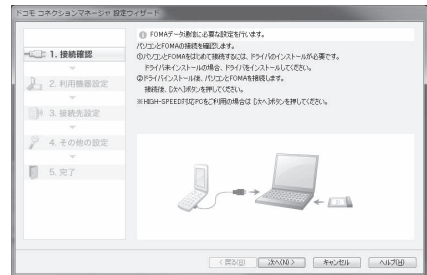 ドコモ コネクションマネージャ 設定ウィザード
FOMAデータ通信に必要な設定を行います。
パソコンとFOMAの接続を確認します。
①パソコンとFOMAをはじめて接続するには、ドライバのインストールが必要です。
ドライバ未インストールの場合、ドライバをインストールしてください。
②ドライバインストール後、パソコンとFOMAを接続します。
接続後、[次へ]ボタンを押してください。
※HIGH-SPEED対応PCをご利用の場合は [次へ]ボタンを押してください。
1. 接続確認
2. 利用機器設定
3. 接続先設定
4. その他の設定
5. 完了
< 戻る(B)
次へ(N) >
キャンセル
ヘルプ(H)